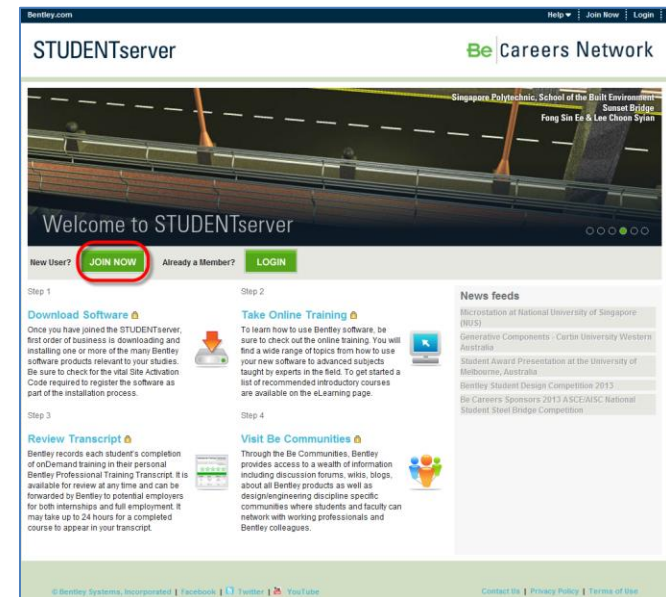 Bentley.com
Help
Join Now
Login
STUDENTserver
Be Careers Network
Singapore Polytechnic, School of the Built Environment
Sunset Bridge
Fong Sin Ee & Lee Choon Syian
Welcome to STUDENTserver
New User?
JOIN NOW
Already a Member?
LOGIN
Step 1
Download Software
Once you have joined the STUDENTserver,
first order of business is downloading and
installing one or more of the many Bentley
software products relevant to your studies.
Be sure to check for the vital Site Activation
Code required to register the software as
part of the installation process.
Step 2
Take Online Training
To learn how to use Bentley software, be
sure to check out the online training. You will
find a wide range of topics from how to use
your new software to advanced subjects
taught by experts in the field. To get started a
list of recommended introductory courses
are available on the eLearning page.
Step 3
Review Transcript
Bentley records each student's completion
of onDemand training in their personal
Bentley Professional Training Transcript. It is
available for review at any time and can be
forwarded by Bentley to potential employers
for both internships and full employment. It
may take up to 24 hours for a completed
course to appear in your transcript.
Step 4
Visit Be Communities
Through the Be Communities, Bentley
provides access to a wealth of information
including discussion forums, wikis, blogs,
about all Bentley products as well as
design/engineering discipline specific
communities where students and faculty can
network with working professionals and
Bentley colleagues.
News feeds
Microstation at National University of Singapore
(NUS)
Generative Components - Curtin University Western
Australia
Student Award Presentation at the University of
Melbourne, Australia
Bentley Student Design Competition 2013
Be Careers Sponsors 2013 ASCE/AISC National
Student Steel Bridge Competition
© Bentley Systems, Incorporated | Facebook | Twitter | YouTube
Contact Us | Privacy Policy | Terms of Use